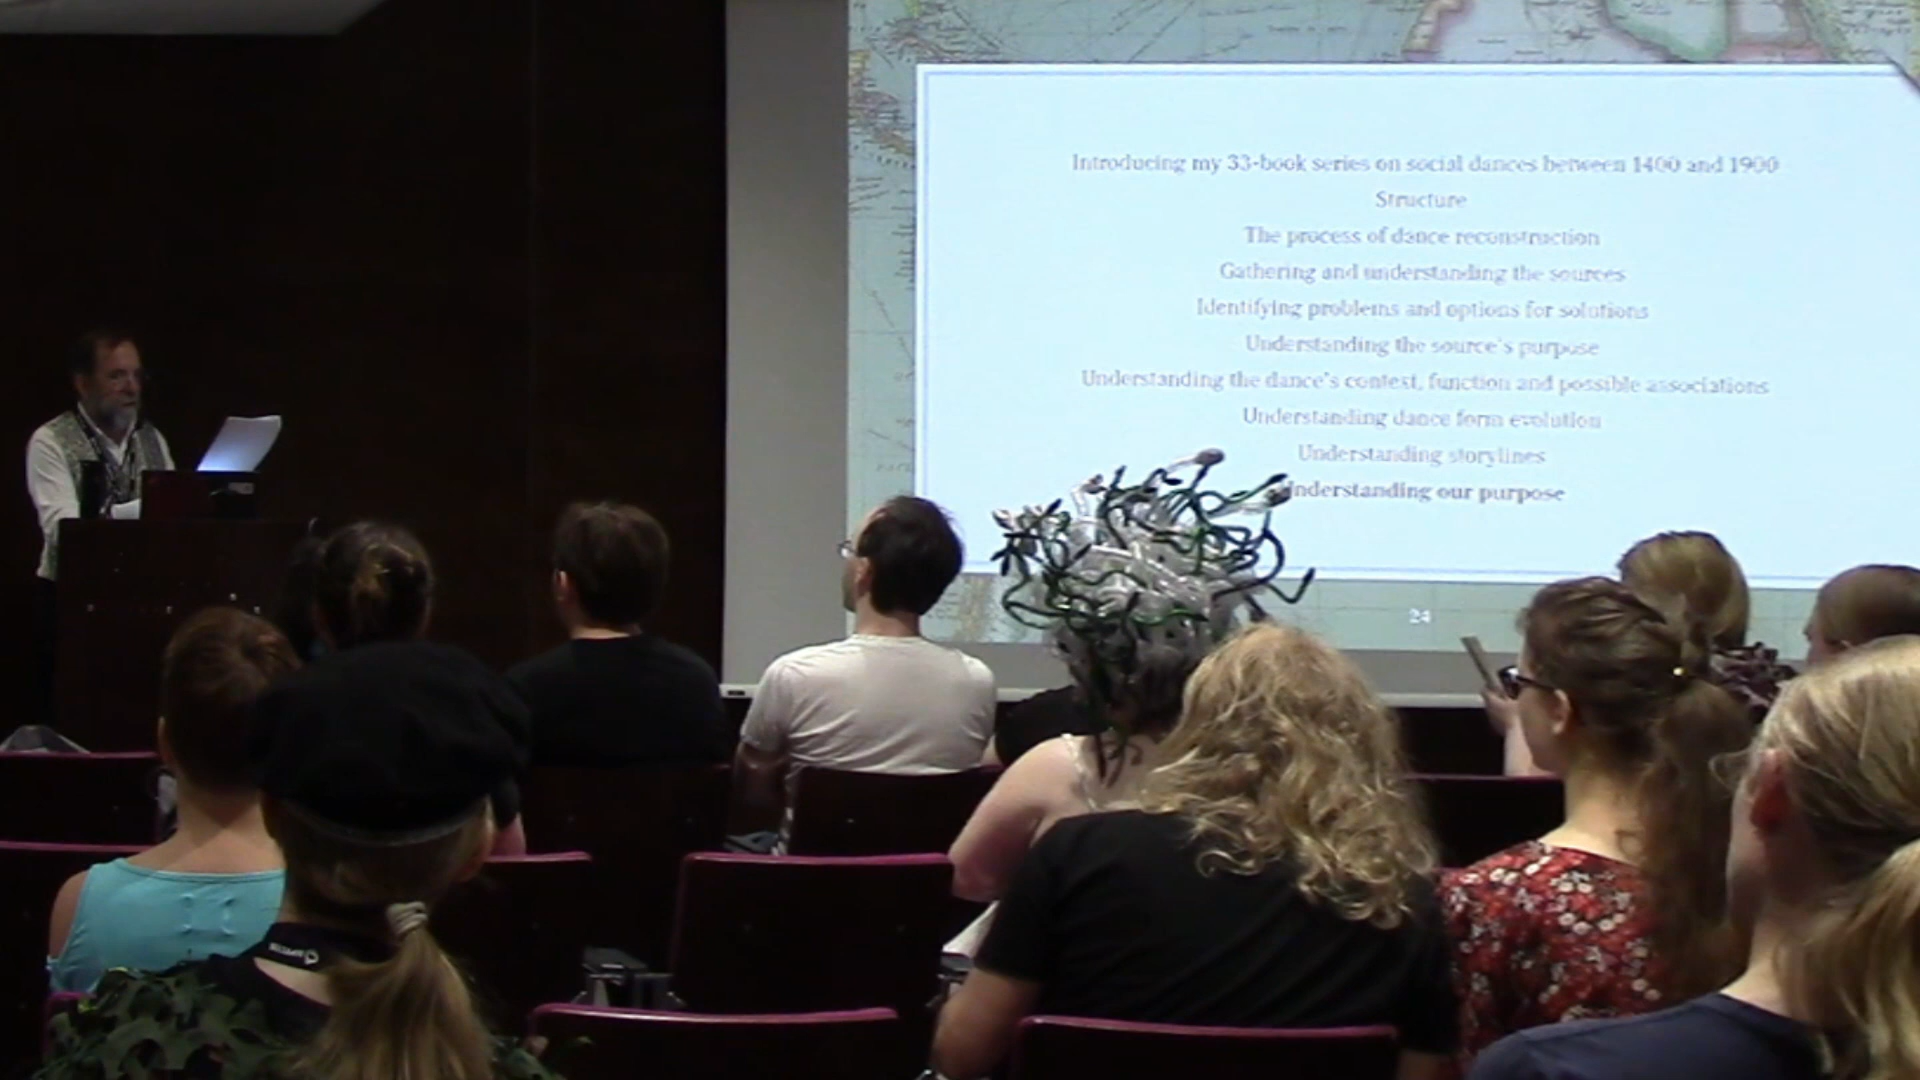 Introducing my 33-book series on social dances between 1400 and 1900
Structure
The process of dance reconstruction
Gathering and understanding the sources
Identifying problems and options for solutions
Understanding the source's purpose
Understanding the dance's context, function and possible associations
Understanding dance form evolution
Understanding storylines
nderstanding our purpose
24